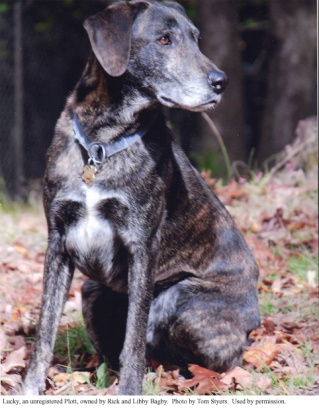 Lucky, an unregistered Plott, owned by Rick and Libby Bagby.  Photo by Tom Styers.  Used by permission.